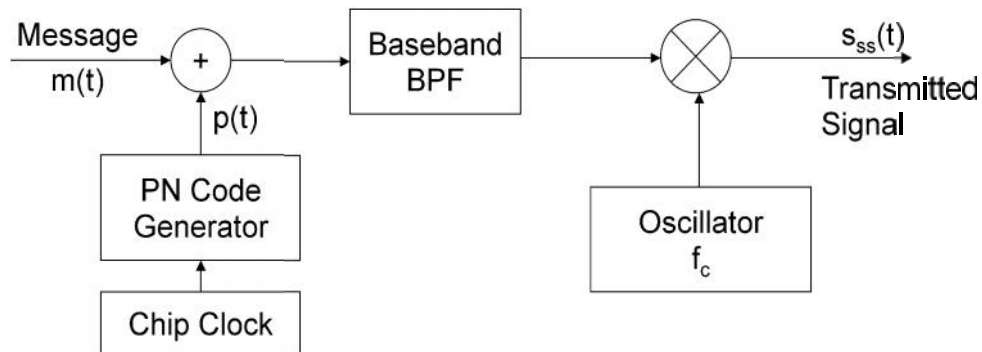 Message
m(t)
+
p(t)
PN Code
Generator
Chip Clock
Baseband
BPF
Oscillator
f_c
s_ss(t)
Transmitted
Signal